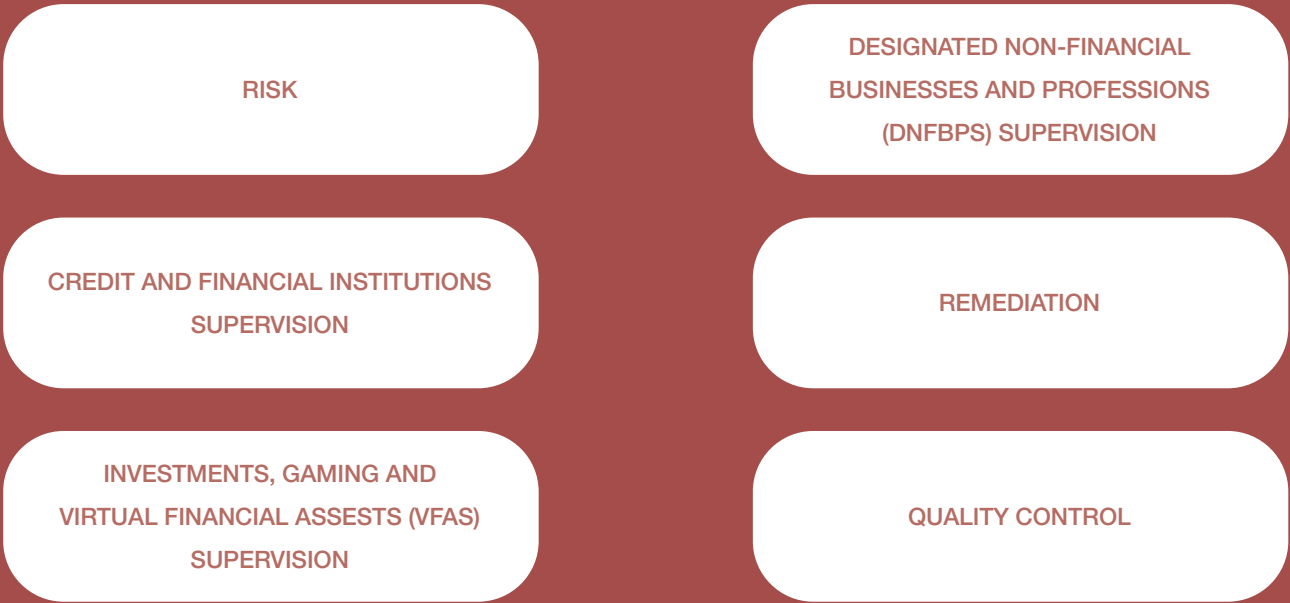 RISK
DESIGNATED NON-FINANCIAL
BUSINESSES AND PROFESSIONS
(DNFBPS) SUPERVISION
CREDIT AND FINANCIAL INSTITUTIONS
SUPERVISION
REMEDIATION
INVESTMENTS, GAMING AND
VIRTUAL FINANCIAL ASSESTS (VFAS)
SUPERVISION
QUALITY CONTROL